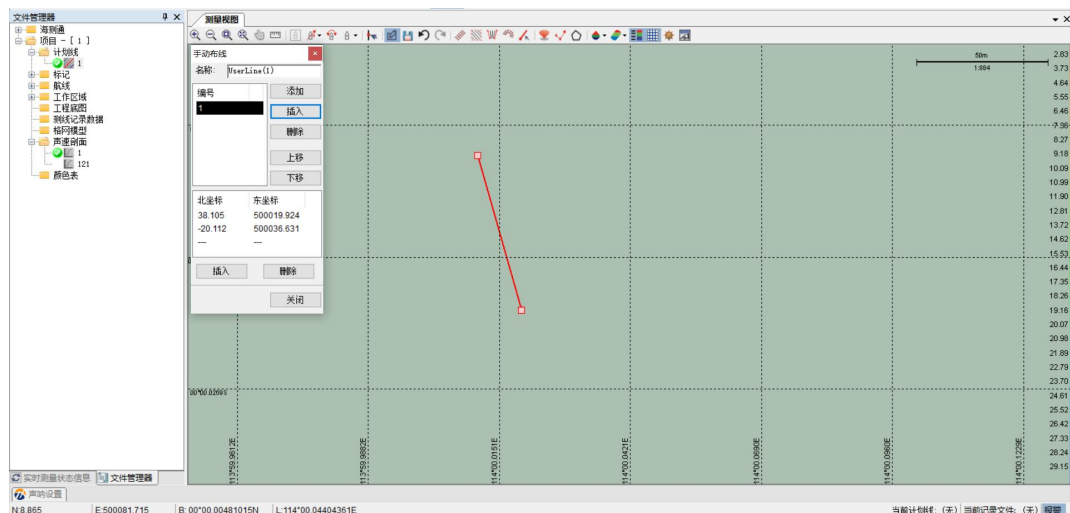 文件管理器
海测通
项目 - [ 1 ]
计划线
1
标记
航线
工作区域
工程底图
测线记录数据
格网模型
声速剖面
1
121
颜色表
实时测量状态信息
文件管理器
测量视图
手动布线
名称: UserLine(1)
编号
1
添加
插入
删除
上移
下移
北坐标 东坐标
38.105 500019.924
-20.112 500036.631
--- ---
插入 删除
关闭
50m
1:884
2.83
3.73
4.64
5.55
6.46
7.36
8.27
9.18
10.09
10.99
11.90
12.81
13.72
14.62
15.53
16.44
17.35
18.26
19.16
20.07
20.98
21.89
22.79
23.70
24.61
25.52
26.42
27.33
28.24
29.15
00°00.0269S
113°59.9612E
113°59.9882E
114°00.0151E
114°00.0421E
114°00.0690E
114°00.0960E
114°00.1229E
声呐设置
N:8.865 E:500081.715 B: 00°00.00481015N L:114°00.04404361E 当前计划线: (无) 当前记录文件: (无) 报警